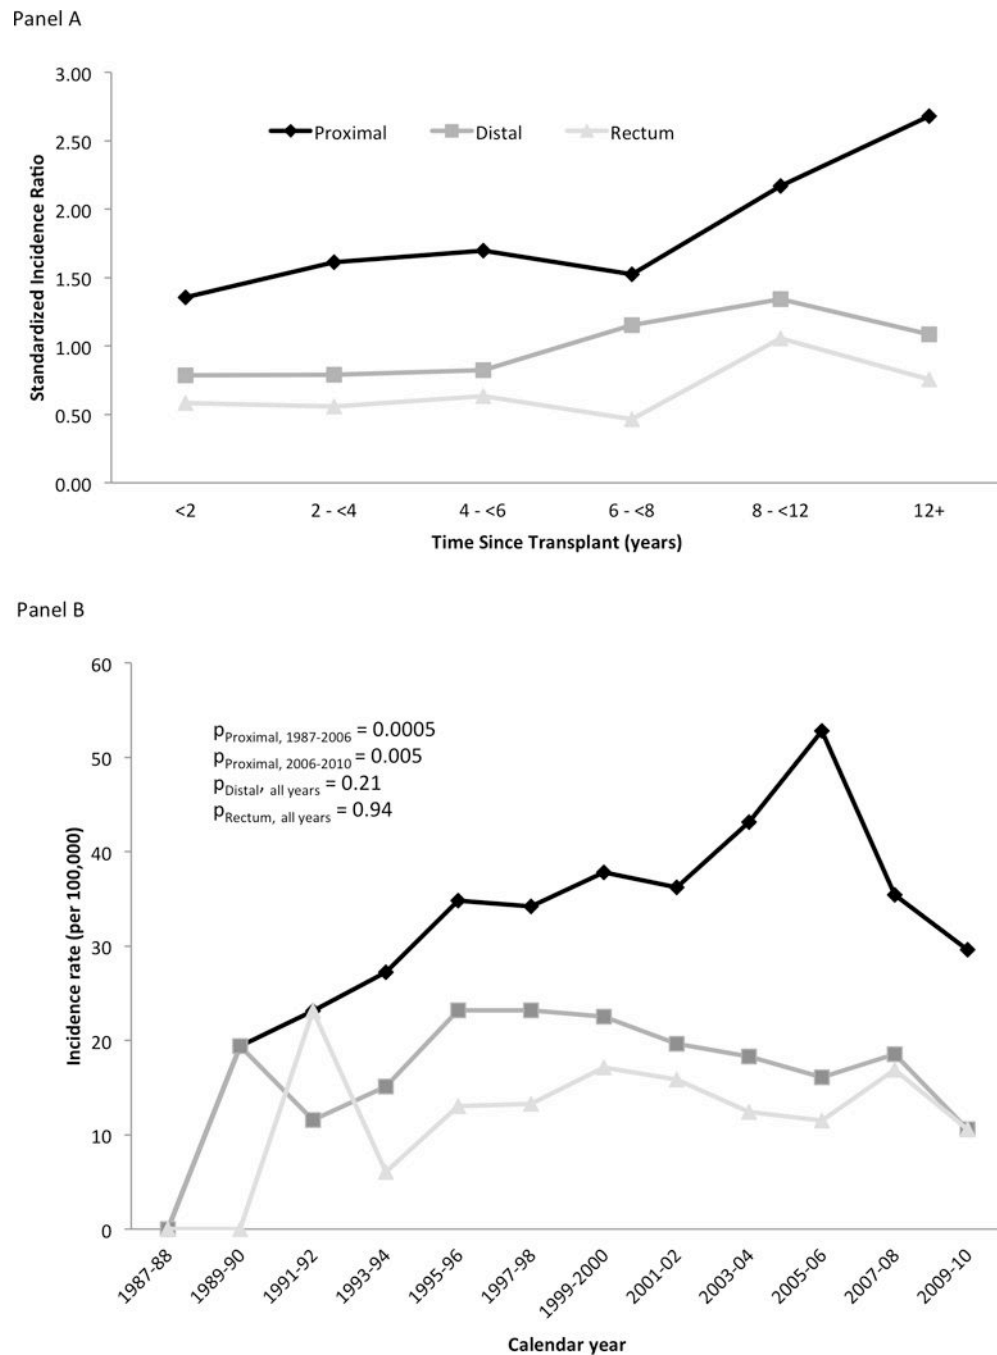 Panel A
3.00
2.50
2.00
1.50
1.00
0.50
0.00
Standardized Incidence Ratio
Proximal Distal Rectum
<2 2 - <4 4 - <6 6 - <8 8 - <12 12+
Time Since Transplant (years)
Panel B
60
50
40
30
20
10
0
Incidence rate (per 100,000)
pProximal, 1987-2006 = 0.0005
pProximal, 2006-2010 = 0.005
pDistal, all years = 0.21
pRectum, all years = 0.94
1987-88 1989-90 1991-92 1993-94 1995-96 1997-98 1999-2000 2001-02 2003-04 2005-06 2007-08 2009-10
Calendar year